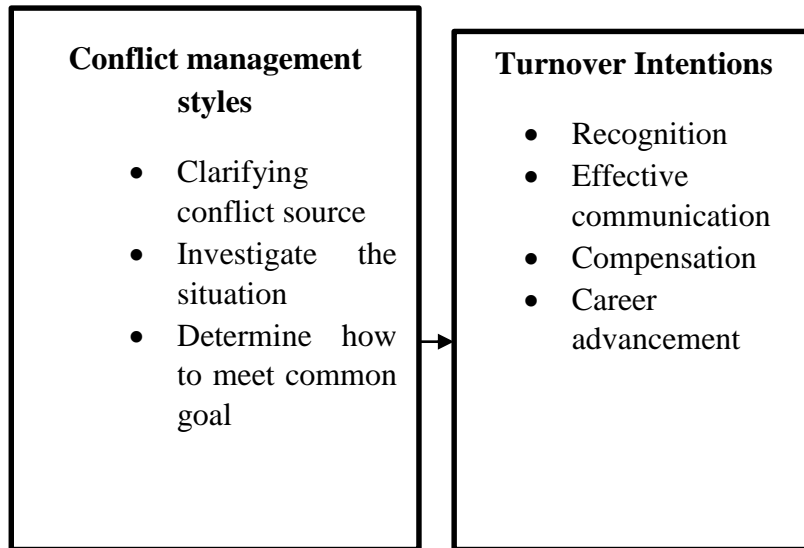 Conflict management
styles
• Clarifying
conflict source
• Investigate the
situation
• Determine how
to meet common
goal
Turnover Intentions
• Recognition
• Effective
communication
• Compensation
• Career
advancement